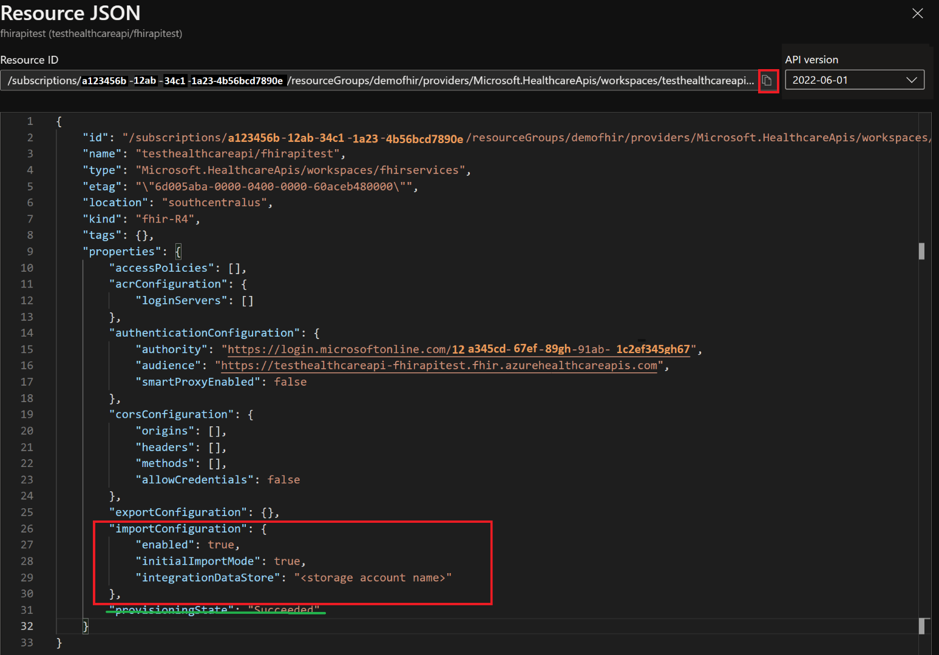 Resource JSON
fhirapitest (testhealthcareapi/fhirapitest)
Resource ID
API version
/subscriptions/a123456b -12ab -34c1 -1a23-4b56bcd7890e /resourceGroups/demofhir/providers/Microsoft.HealthcareApis/workspaces/testhealthcareapi...
2022-06-01
1 {
2 "id": "/subscriptions/a123456b -12ab-34c1 -1a23 -4b56bcd7890e /resourceGroups/demofhir/providers/Microsoft.HealthcareApis/workspaces/
3 "name": "testhealthcareapi/fhirapitest",
4 "type": "Microsoft.HealthcareApis/workspaces/fhirservices",
5 "etag": "\"6d005aba-0000-0400-0000-60aceb480000\"",
6 "location": "southcentralus",
7 "kind": "fhir-R4",
8 "tags": {},
9 "properties": {
10 "accessPolicies": [],
11 "acrConfiguration": {
12 "loginServers": []
13 },
14 "authenticationConfiguration": {
15 "authority": "https://login.microsoftonline.com/12 a345cd- 67ef -89gh-91ab- 1c2ef345gh67",
16 "audience": "https://testhealthcareapi-fhirapitest.fhir.azurehealthcareapis.com",
17 "smartProxyEnabled": false
18 },
19 "corsConfiguration": {
20 "origins": [],
21 "headers": [],
22 "methods": [],
23 "allowCredentials": false
24 },
25 "exportConfiguration": {},
26 "importConfiguration": {
27 "enabled": true,
28 "initialImportMode": true,
29 "integrationDataStore": "<storage account name>"
30 },
31 "provisioningState": "Succeeded"
32 }
33 }